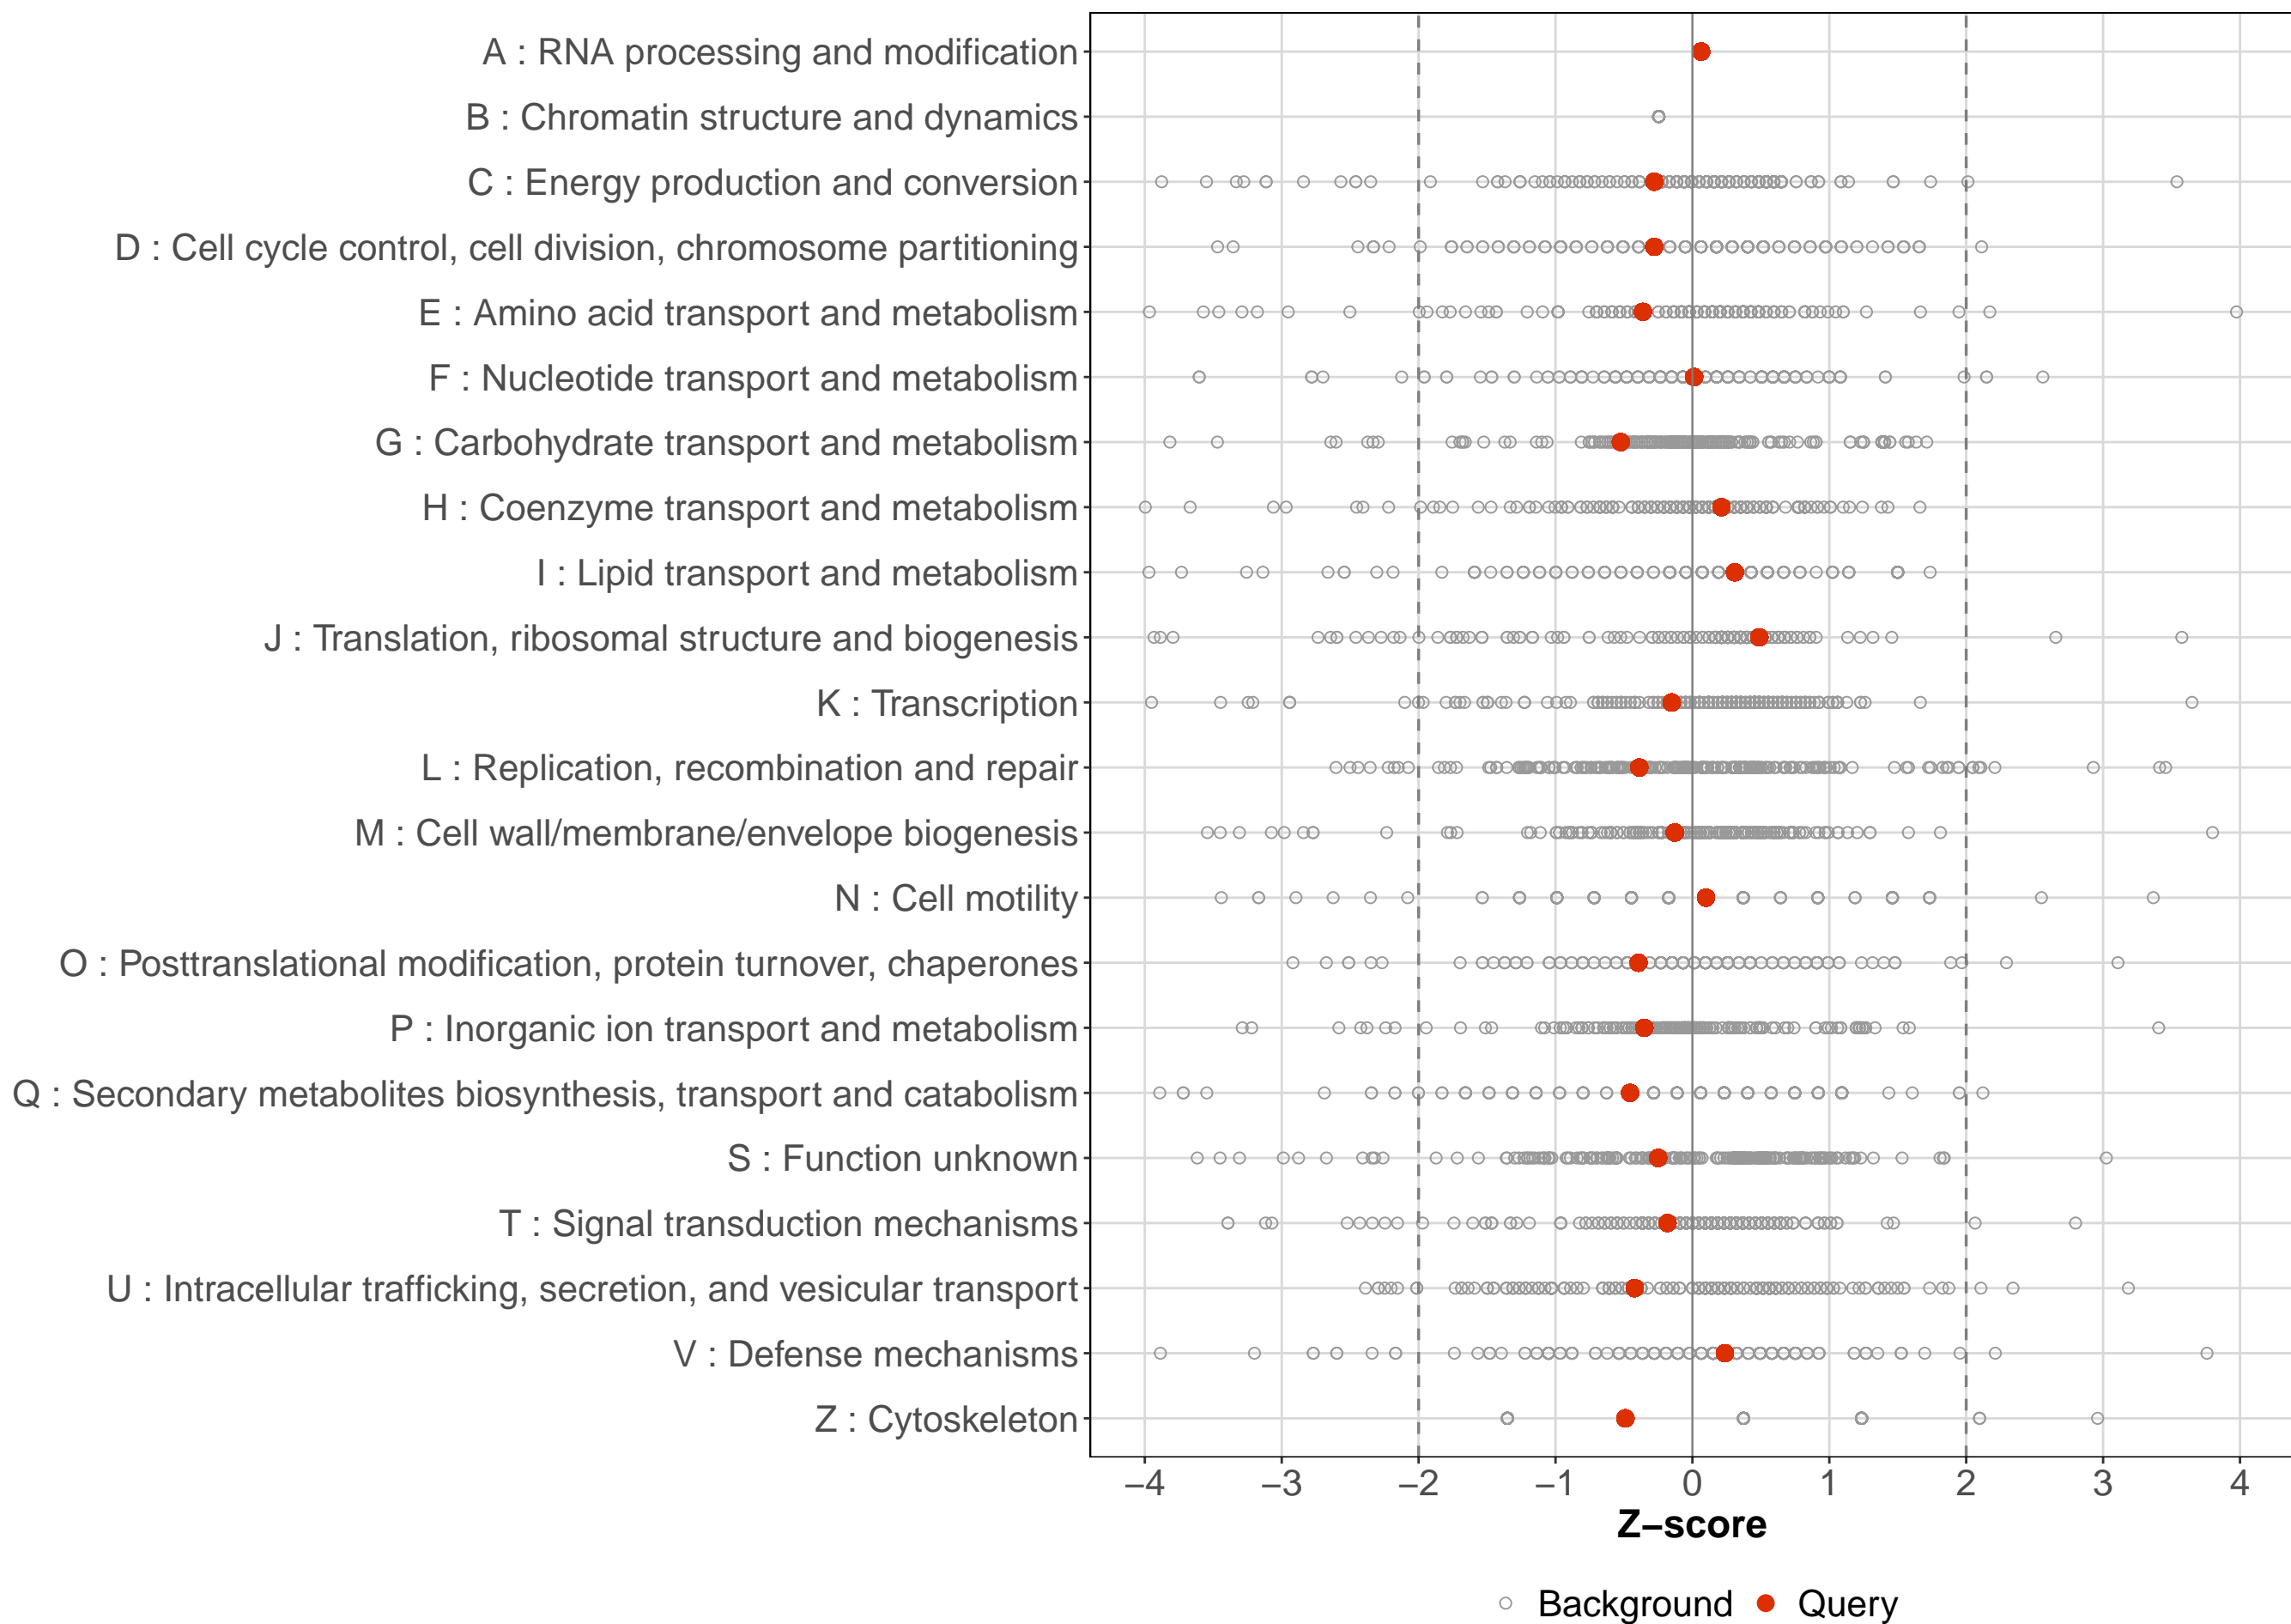 A : RNA processing and modification
B : Chromatin structure and dynamics
C : Energy production and conversion
D : Cell cycle control, cell division, chromosome partitioning
E : Amino acid transport and metabolism
F : Nucleotide transport and metabolism
G : Carbohydrate transport and metabolism
H : Coenzyme transport and metabolism
I : Lipid transport and metabolism
J : Translation, ribosomal structure and biogenesis
K : Transcription
L : Replication, recombination and repair
M : Cell wall/membrane/envelope biogenesis
N : Cell motility
O : Posttranslational modification, protein turnover, chaperones
P : Inorganic ion transport and metabolism
Q : Secondary metabolites biosynthesis, transport and catabolism
S : Function unknown
T : Signal transduction mechanisms
U : Intracellular trafficking, secretion, and vesicular transport
V : Defense mechanisms
Z : Cytoskeleton
−4 −3 −2 −1 0 1 2 3 4
Z−score
Background Query